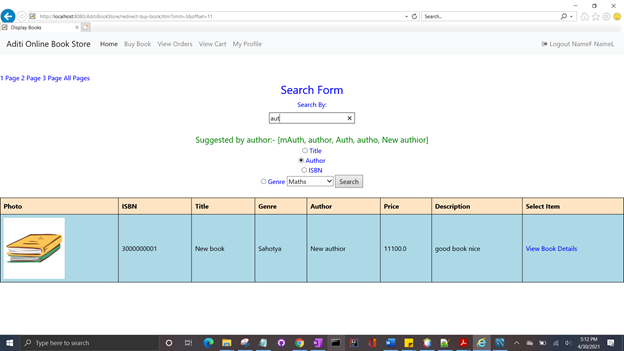 http://localhost:8080/AditiBookStore/redirect-buy-book.htm?limit=3&offset=11
Search...
Display Books
Aditi Online Book Store
Home
Buy Book
View Orders
View Cart
My Profile
Logout NameF NameL
1 Page 2 Page 3 Page All Pages
Search Form
Search By:
aut
Suggested by author:- [mAuth, author, Auth, autho, New authior]
Title
Author
ISBN
Genre Maths Search
Photo ISBN Title Genre Author Price Description Select Item
3000000001 New book Sahotya New authior 11100.0 good book nice View Book Details
Type here to search
5:12 PM
4/30/2021